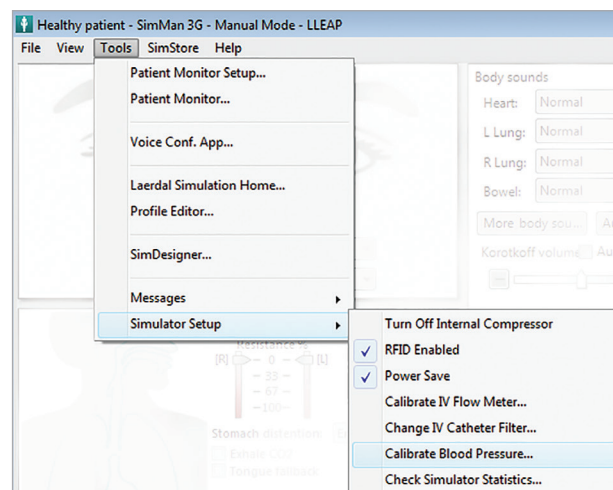 Healthy patient - SimMan 3G - Manual Mode - LLEAP
File View Tools SimStore Help
Patient Monitor Setup...
Patient Monitor...
Voice Conf. App...
Laerdal Simulation Home...
Profile Editor...
SimDesigner...
Messages
Simulator Setup
Body sounds
Heart: Normal
L Lung: Normal
R Lung: Normal
Bowel: Normal
More body sou...
Korotkoff volume
Turn Off Internal Compressor
RFID Enabled
Power Save
Calibrate IV Flow Meter...
Change IV Catheter Filter...
Calibrate Blood Pressure...
Check Simulator Statistics...
Resistance %
[R] 0 [L]
33
67
100
Stomach distention
Exhale CO2
Tongue fallback